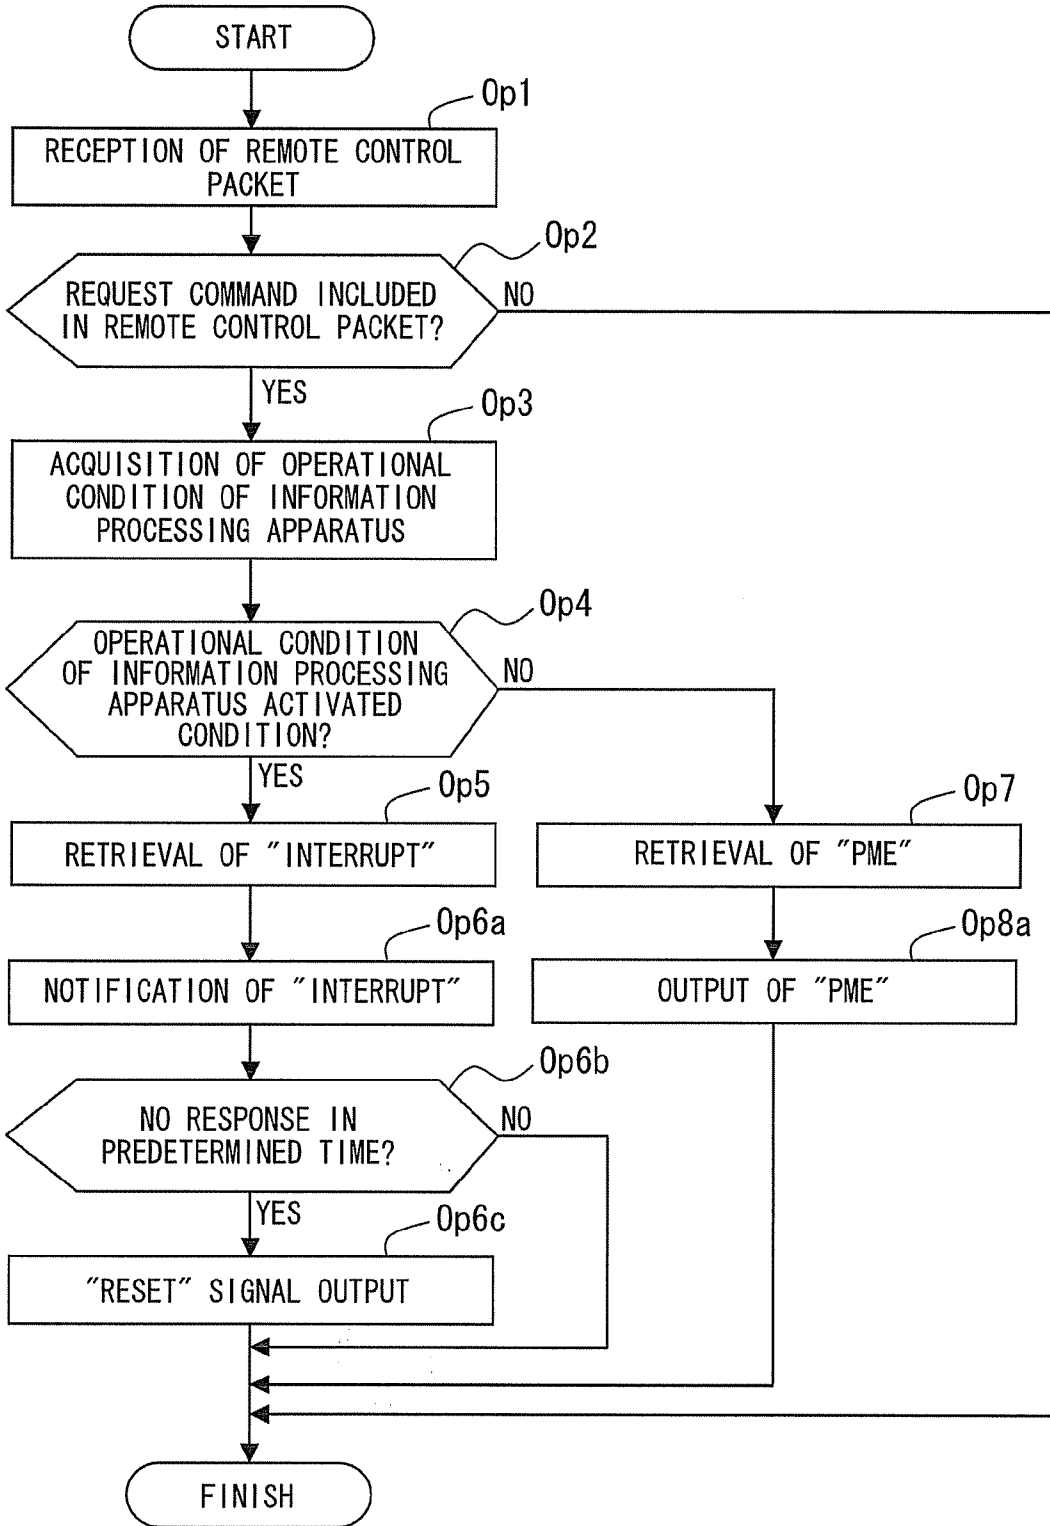 START
Op1
RECEPTION OF REMOTE CONTROL
PACKET
Op2
REQUEST COMMAND INCLUDED
IN REMOTE CONTROL PACKET?
NO
YES
Op3
ACQUISITION OF OPERATIONAL
CONDITION OF INFORMATION
PROCESSING APPARATUS
Op4
OPERATIONAL CONDITION
OF INFORMATION PROCESSING
APPARATUS ACTIVATED
CONDITION?
NO
YES
Op5
RETRIEVAL OF "INTERRUPT"
Op7
RETRIEVAL OF "PME"
Op6a
NOTIFICATION OF "INTERRUPT"
Op8a
OUTPUT OF "PME"
Op6b
NO RESPONSE IN
PREDETERMINED TIME?
NO
YES
Op6c
"RESET" SIGNAL OUTPUT
FINISH